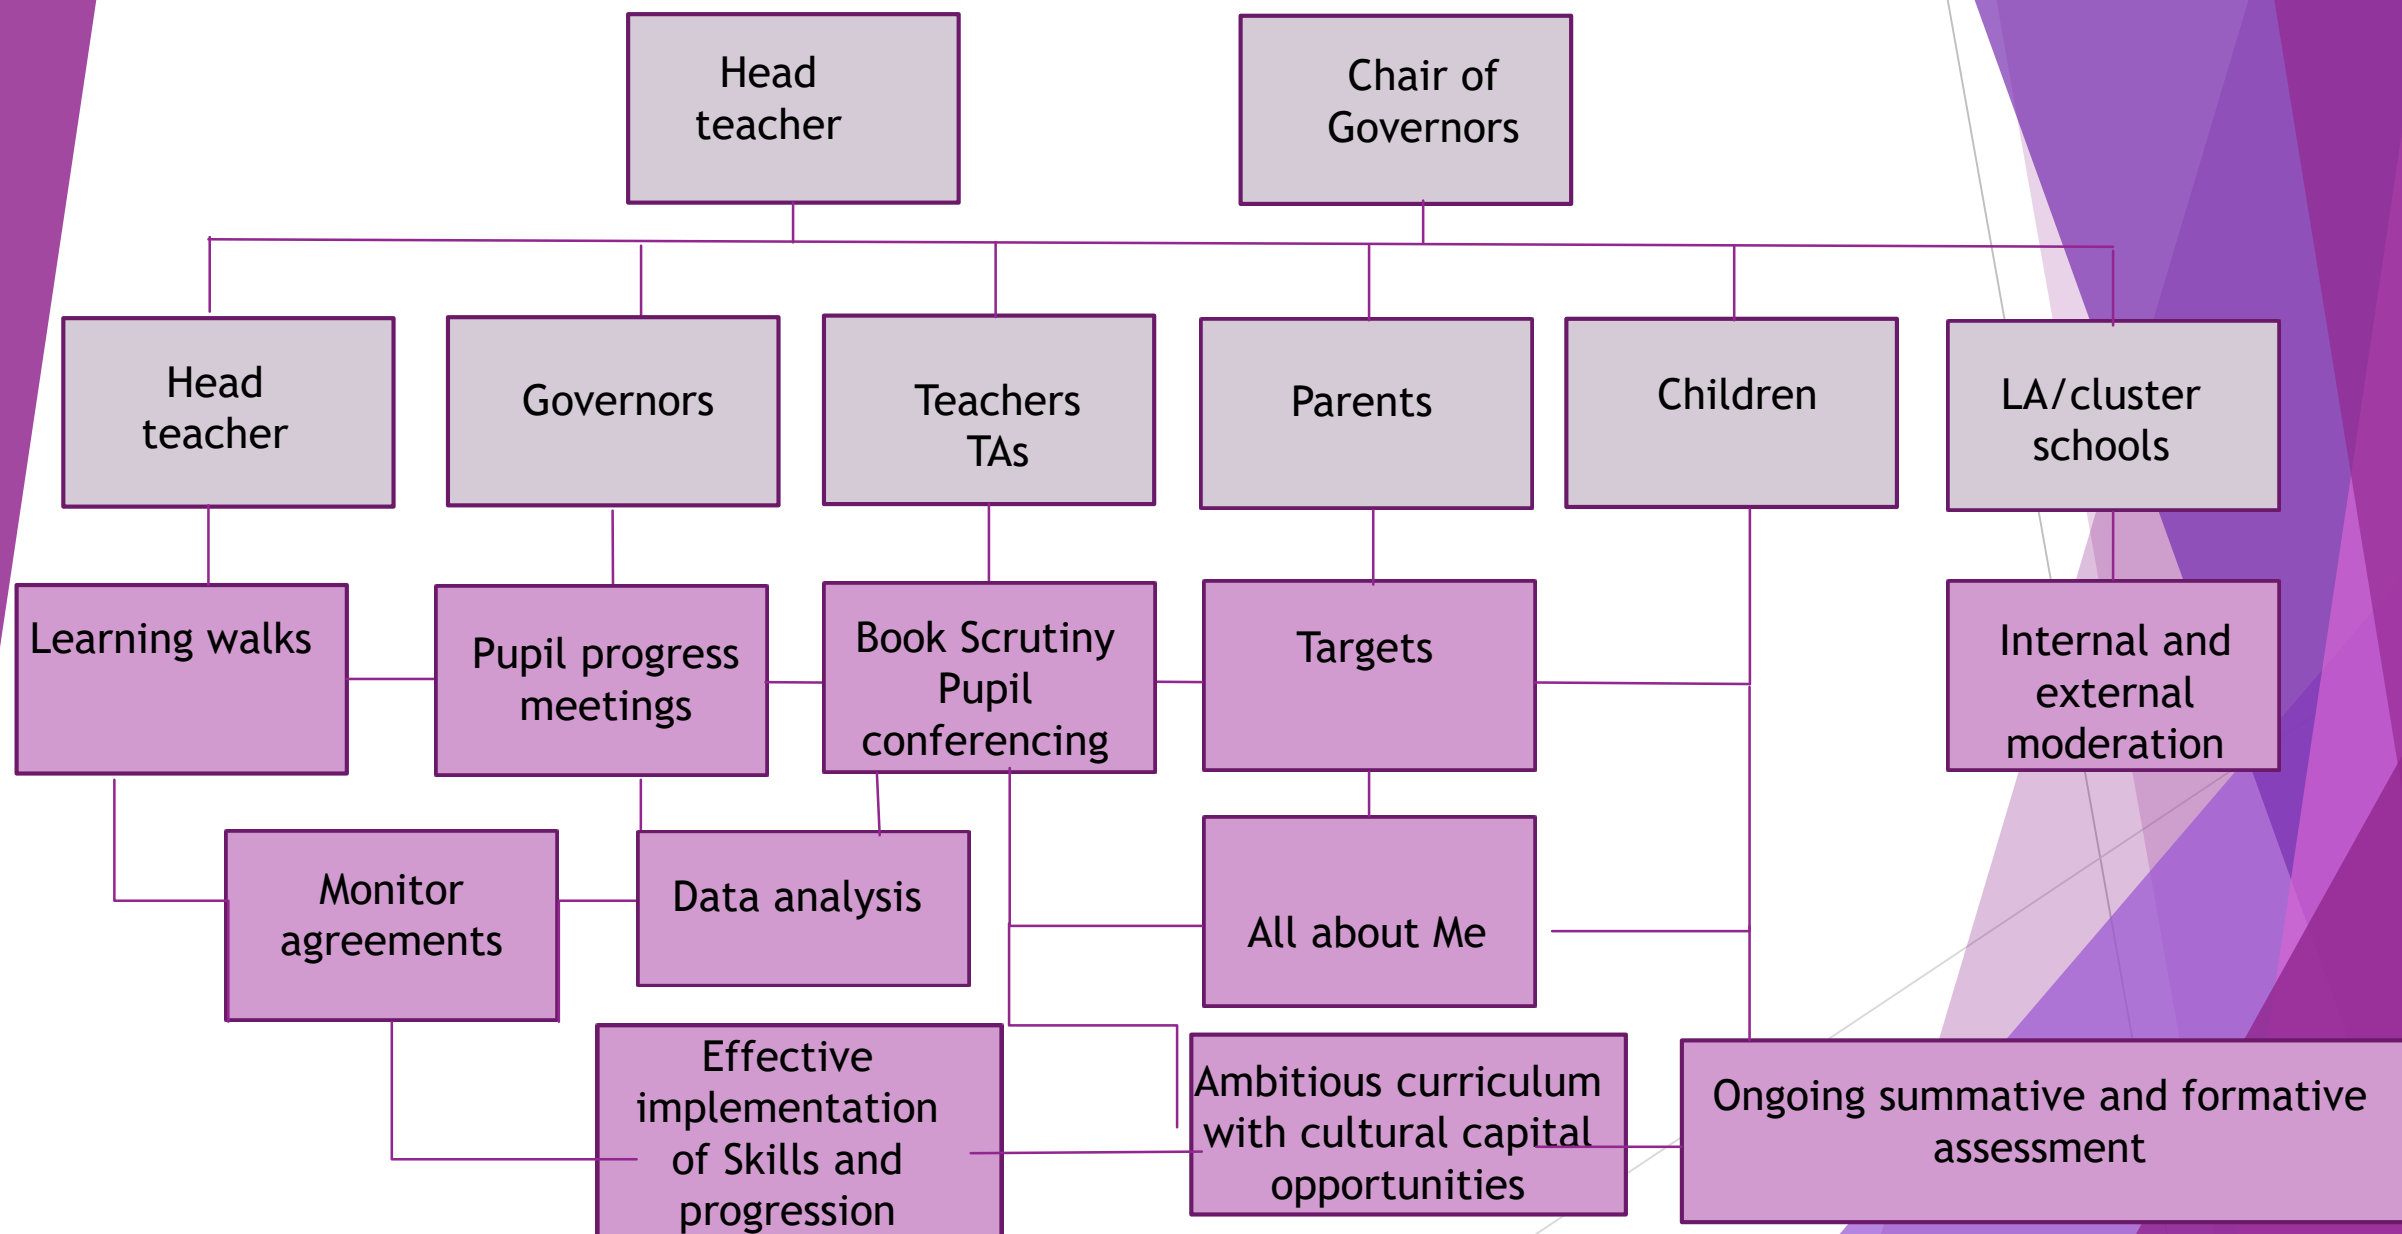 Head
teacher
Chair of
Governors
Head
teacher
Governors
Teachers
TAs
Parents
Children
LA/cluster
schools
Learning walks
Pupil progress
meetings
Book Scrutiny
Pupil
conferencing
Targets
Internal and
external
moderation
Monitor
agreements
Data analysis
All about Me
Effective
implementation
of Skills and
progression
Ambitious curriculum
with cultural capital
opportunities
Ongoing summative and formative
assessment